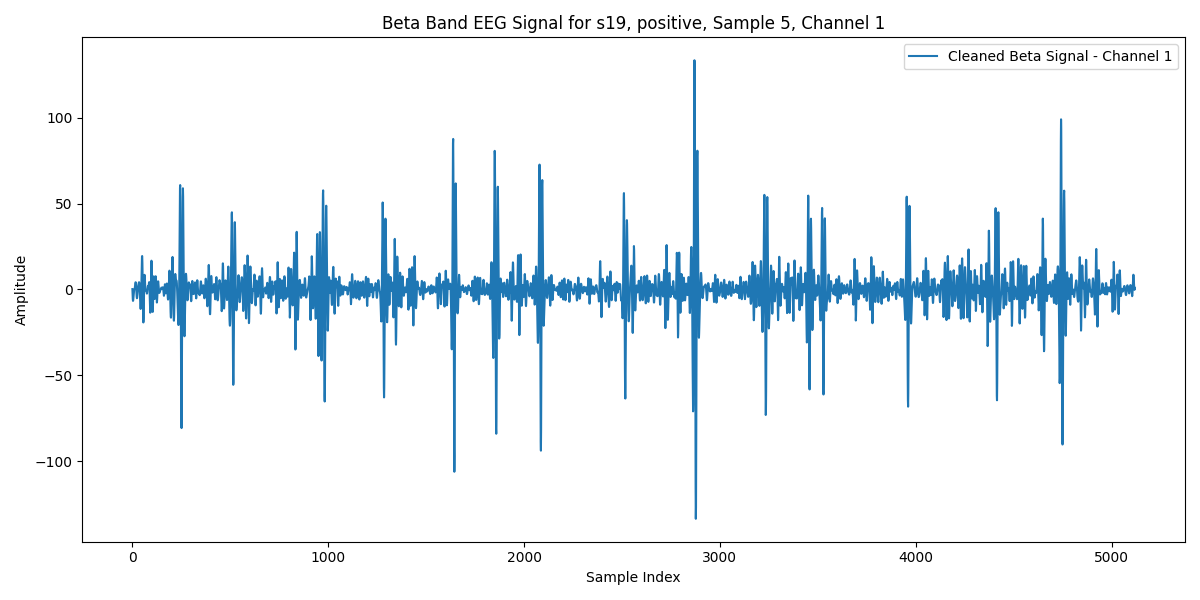 Beta Band EEG Signal for s19, positive, Sample 5, Channel 1
Cleaned Beta Signal - Channel 1
Amplitude
100
50
0
−50
−100
0 1000 2000 3000 4000 5000
Sample Index